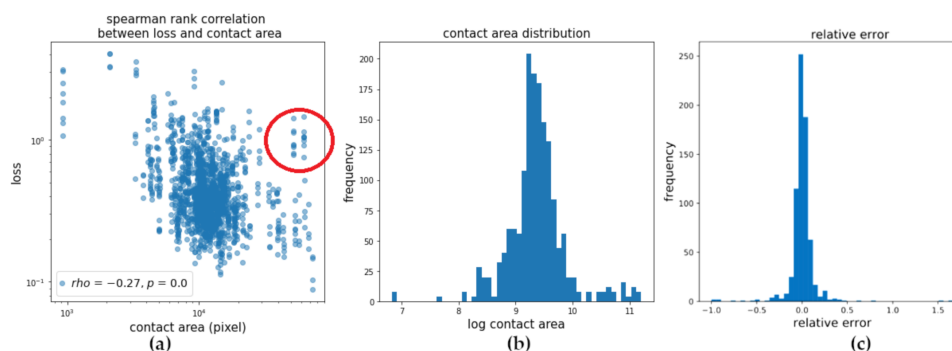 spearman rank correlation
between loss and contact area
loss
10⁰
10⁻¹
rho = −0.27, p = 0.0
10³
10⁴
contact area (pixel)
(a)
contact area distribution
frequency
200
175
150
125
100
75
50
25
0
7
8
9
10
11
log contact area
(b)
relative error
frequency
250
200
150
100
50
0
−1.0
−0.5
0.0
0.5
1.0
1.5
relative error
(c)